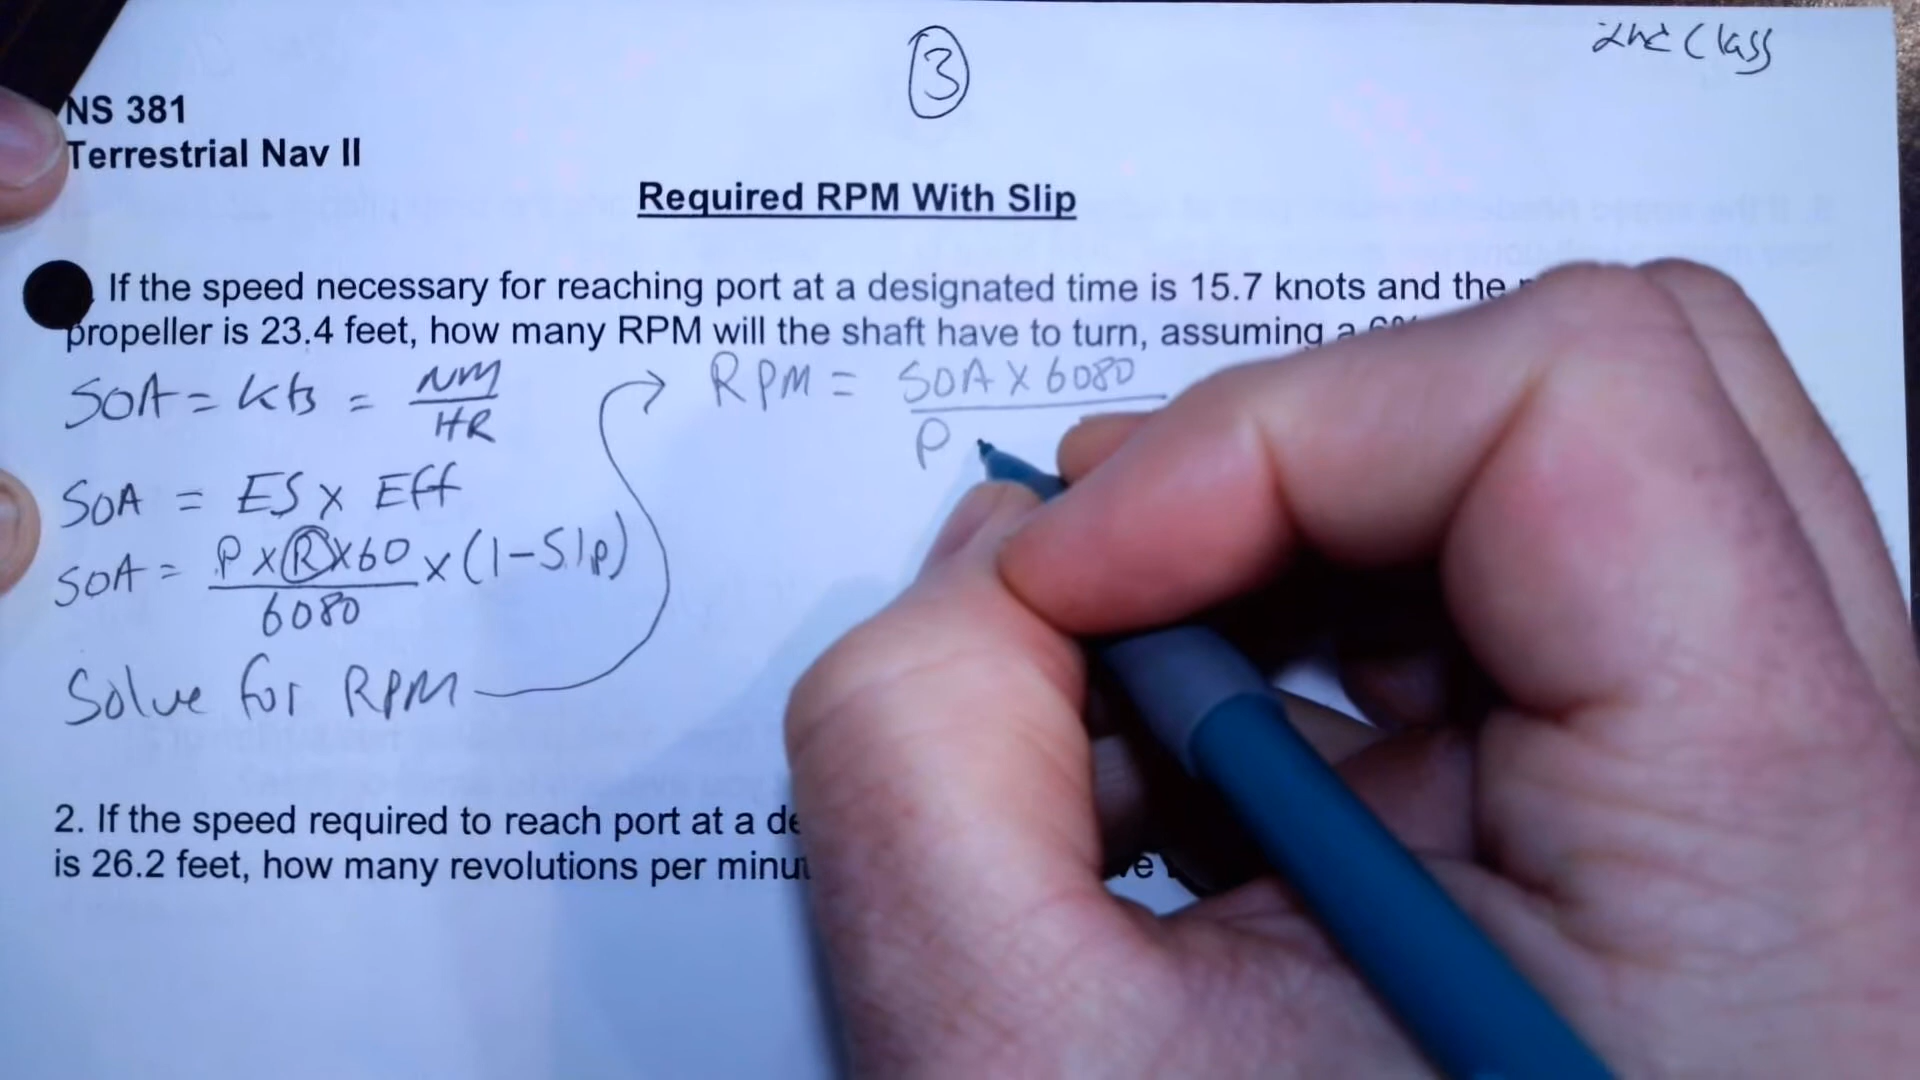 3
2nd Class
NS 381
Terrestrial Nav II
Required RPM With Slip
If the speed necessary for reaching port at a designated time is 15.7 knots and the
propeller is 23.4 feet, how many RPM will the shaft have to turn, assuming a 6%
SOA = kts = NM
HR
RPM = SOA X 6080
P
SOA = ES x Eff
SOA = P x R x 60 x (1-Slp)
6080
Solve for RPM
2. If the speed required to reach port at a
is 26.2 feet, how many revolutions per